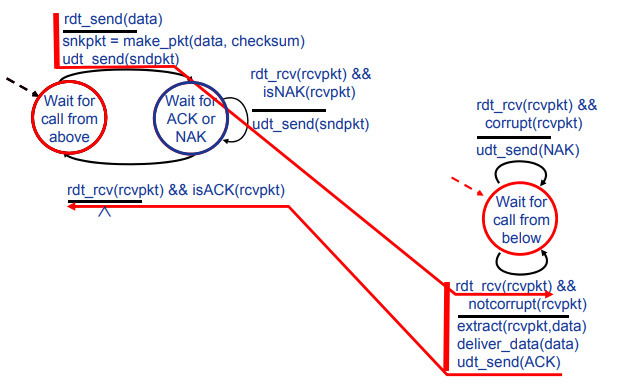 rdt_send(data)
snkpkt = make_pkt(data, checksum)
udt_send(sndpkt)
Wait for
call from
above
Wait for
ACK or
NAK
rdt_rcv(rcvpkt) &&
isNAK(rcvpkt)
udt_send(sndpkt)
rdt_rcv(rcvpkt) && isACK(rcvpkt)
Λ
rdt_rcv(rcvpkt) &&
corrupt(rcvpkt)
udt_send(NAK)
Wait for
call from
below
rdt_rcv(rcvpkt) &&
notcorrupt(rcvpkt)
extract(rcvpkt,data)
deliver_data(data)
udt_send(ACK)